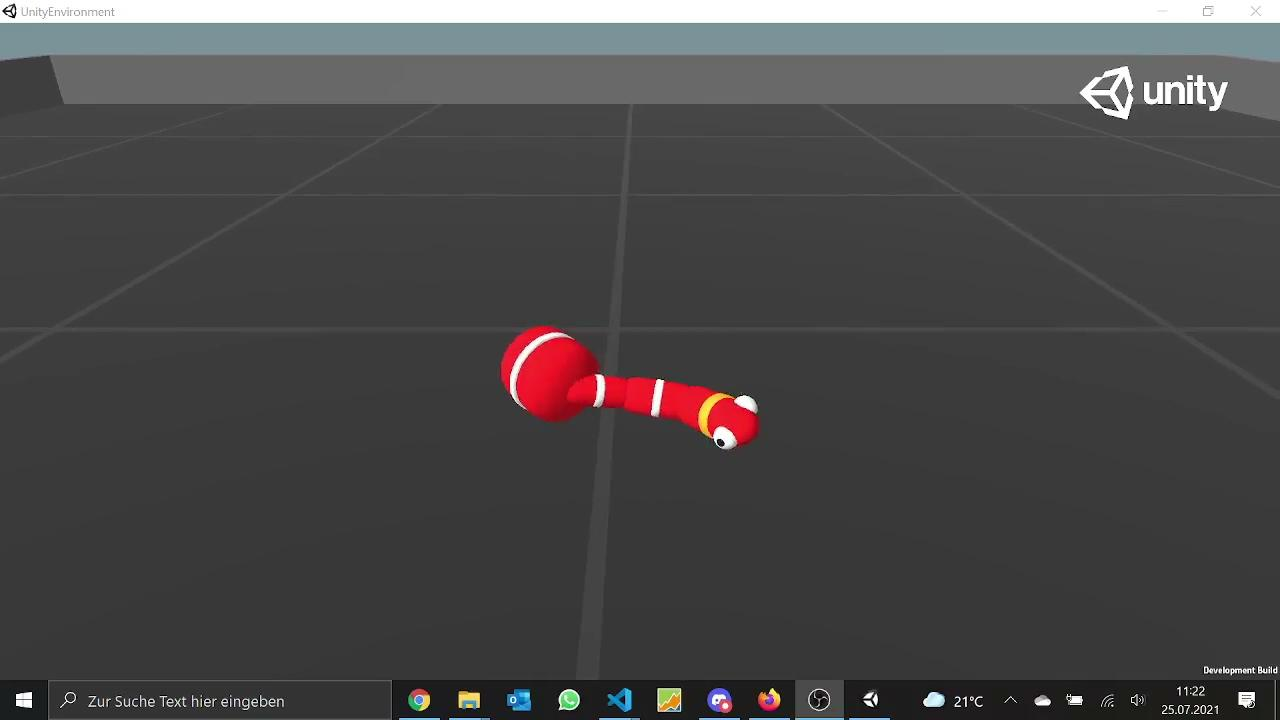 UnityEnvironment
unity
Development Build
Zur Suche Text hier eingeben
21°C
11:22
25.07.2021